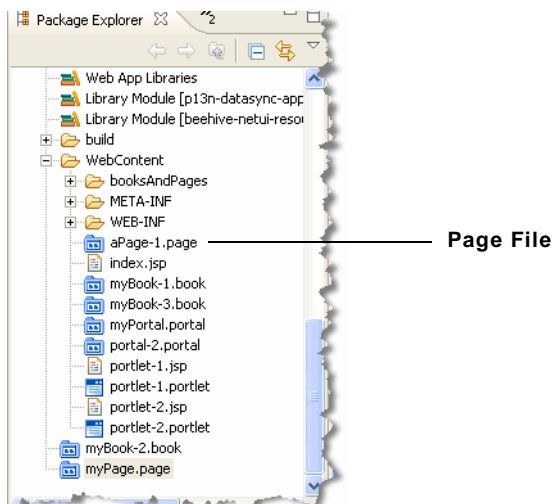 Package Explorer
2
Web App Libraries
Library Module [p13n-datasync-app
Library Module [beehive-netui-resou
build
WebContent
booksAndPages
META-INF
WEB-INF
aPage-1.page
Page File
index.jsp
myBook-1.book
myBook-3.book
myPortal.portal
portal-2.portal
portlet-1.jsp
portlet-1.portlet
portlet-2.jsp
portlet-2.portlet
myBook-2.book
myPage.page